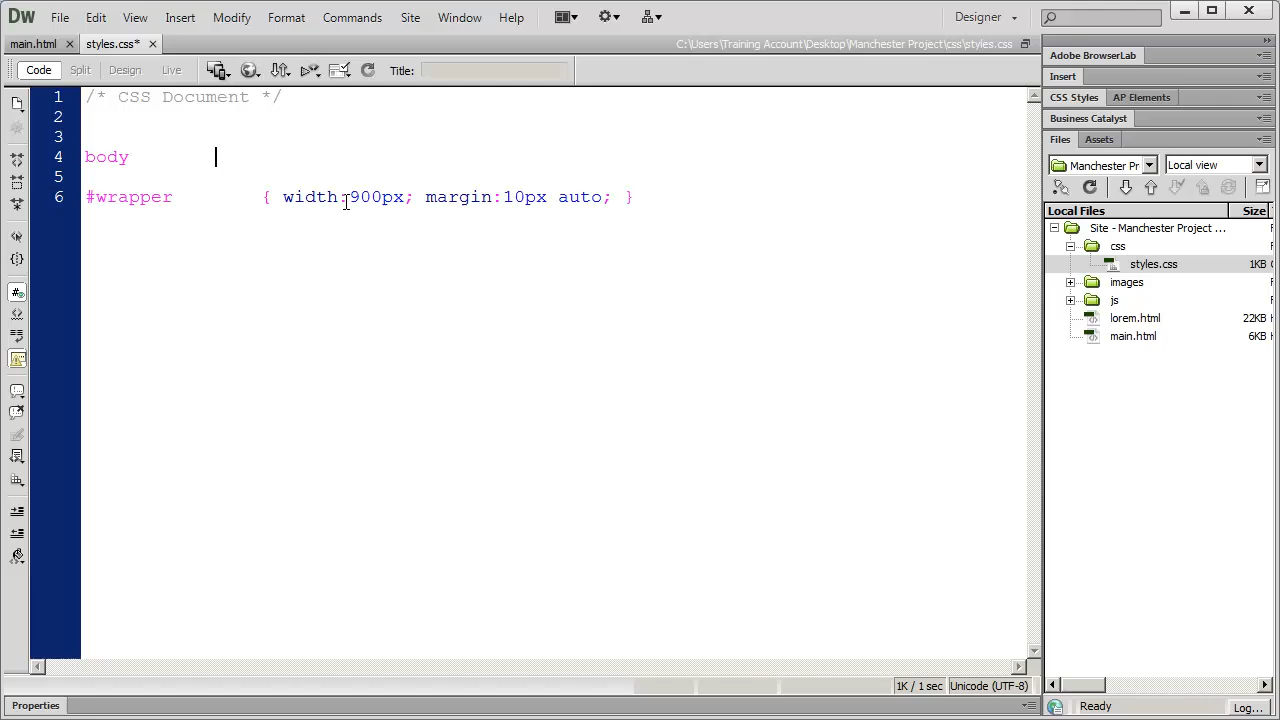 Dw File Edit View Insert Modify Format Commands Site Window Help Designer
main.html styles.css* C:\Users\Training Account\Desktop\Manchester Project\css\styles.css
Code Split Design Live Title:
1 /* CSS Document */
2
3
4 body
5
6 #wrapper { width:900px; margin:10px auto; }
Adobe BrowserLab
Insert
CSS Styles AP Elements
Business Catalyst
Files Assets
Manchester Pr Local view
Local Files Size
Site - Manchester Project ... F
css F
styles.css 1KB C
images F
js F
lorem.html 22KB H
main.html 6KB H
1K / 1 sec Unicode (UTF-8)
Properties Ready Log...